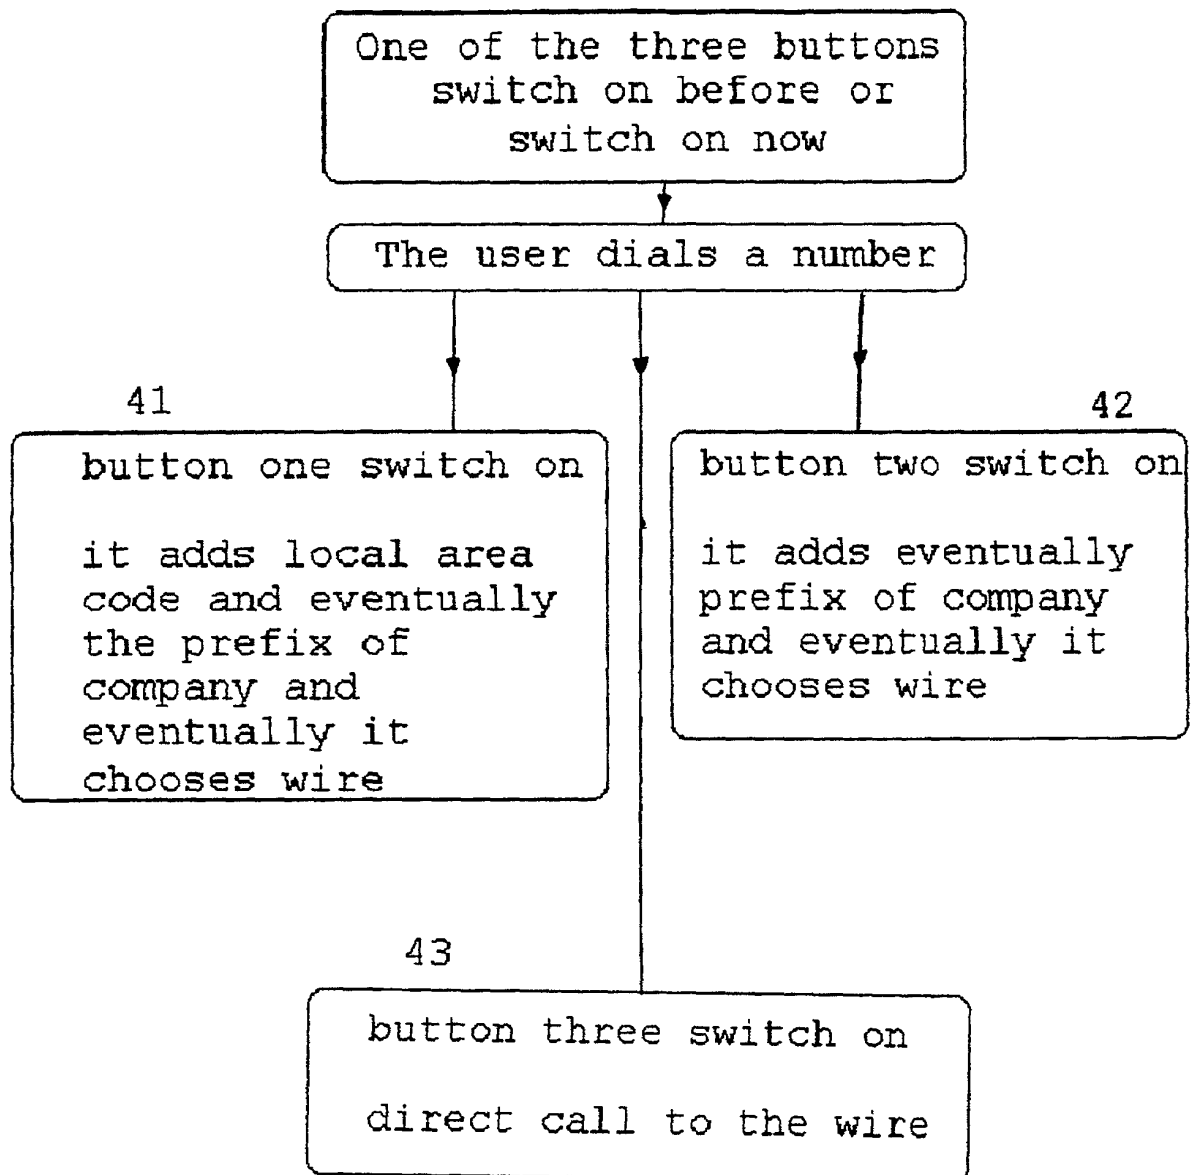 One of the three buttons
switch on before or
switch on now
The user dials a number
41
button one switch on
it adds local area
code and eventually
the prefix of
company and
eventually it
chooses wire
42
button two switch on
it adds eventually
prefix of company
and eventually it
chooses wire
43
button three switch on
direct call to the wire